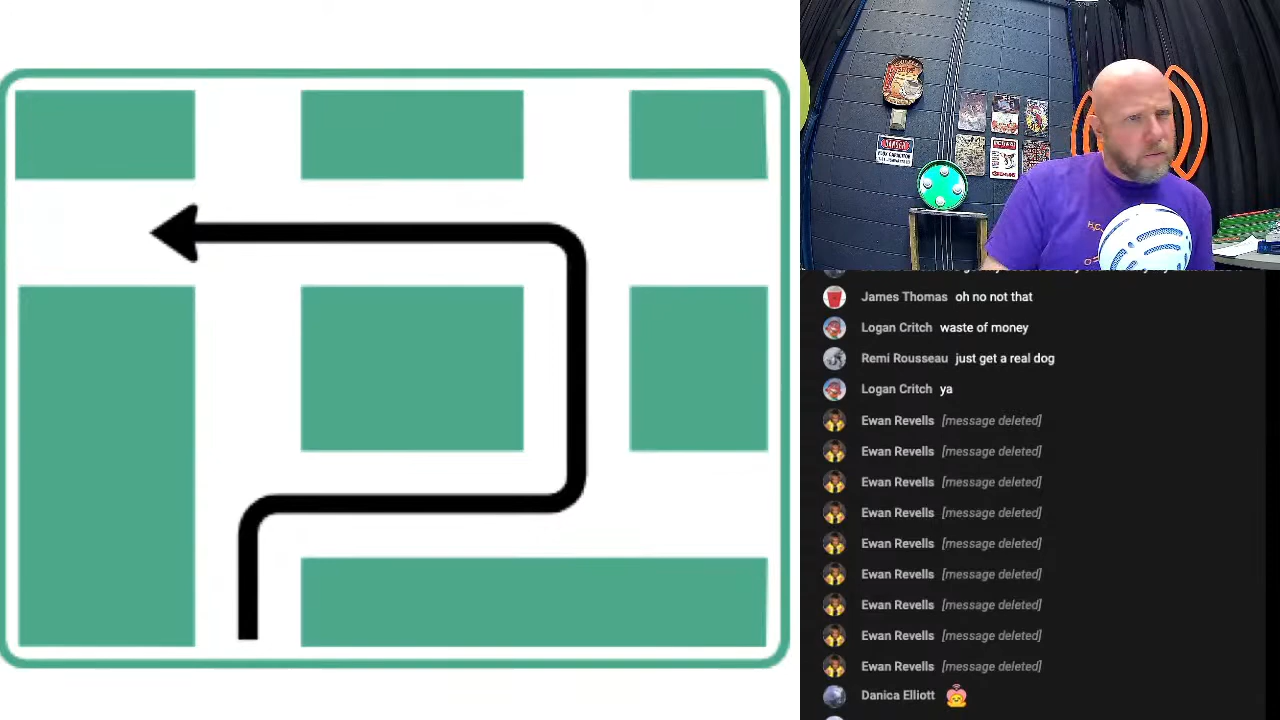 James Thomas oh no not that
Logan Critch waste of money
Remi Rousseau just get a real dog
Logan Critch ya
Ewan Revells [message deleted]
Ewan Revells [message deleted]
Ewan Revells [message deleted]
Ewan Revells [message deleted]
Ewan Revells [message deleted]
Ewan Revells [message deleted]
Ewan Revells [message deleted]
Ewan Revells [message deleted]
Ewan Revells [message deleted]
Danica Elliott